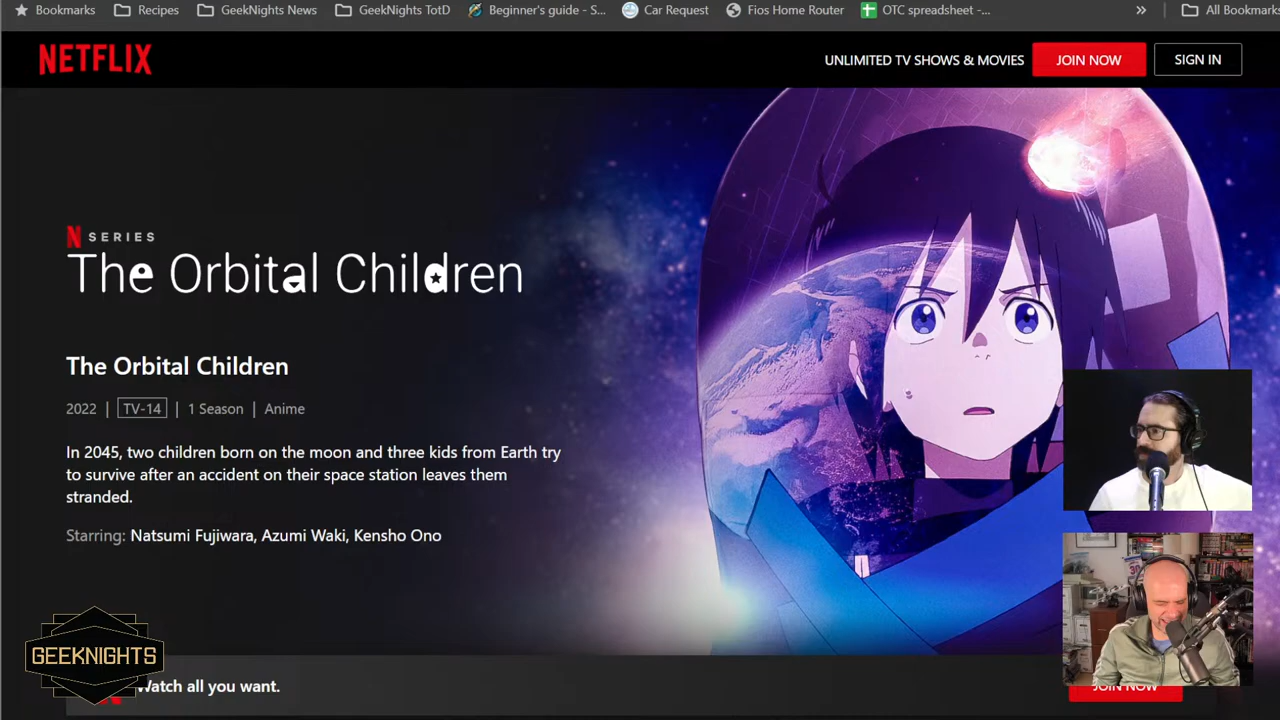 Bookmarks Recipes GeekNights News GeekNights TotD Beginner's guide - S... Car Request Fios Home Router OTC spreadsheet -... » All Bookmarks
NETFLIX
UNLIMITED TV SHOWS & MOVIES JOIN NOW SIGN IN
N SERIES
The Orbital Children
The Orbital Children
2022 | TV-14 | 1 Season | Anime
In 2045, two children born on the moon and three kids from Earth try
to survive after an accident on their space station leaves them
stranded.
Starring: Natsumi Fujiwara, Azumi Waki, Kensho Ono
GEEKNIGHTS
Watch all you want.
JOIN NOW